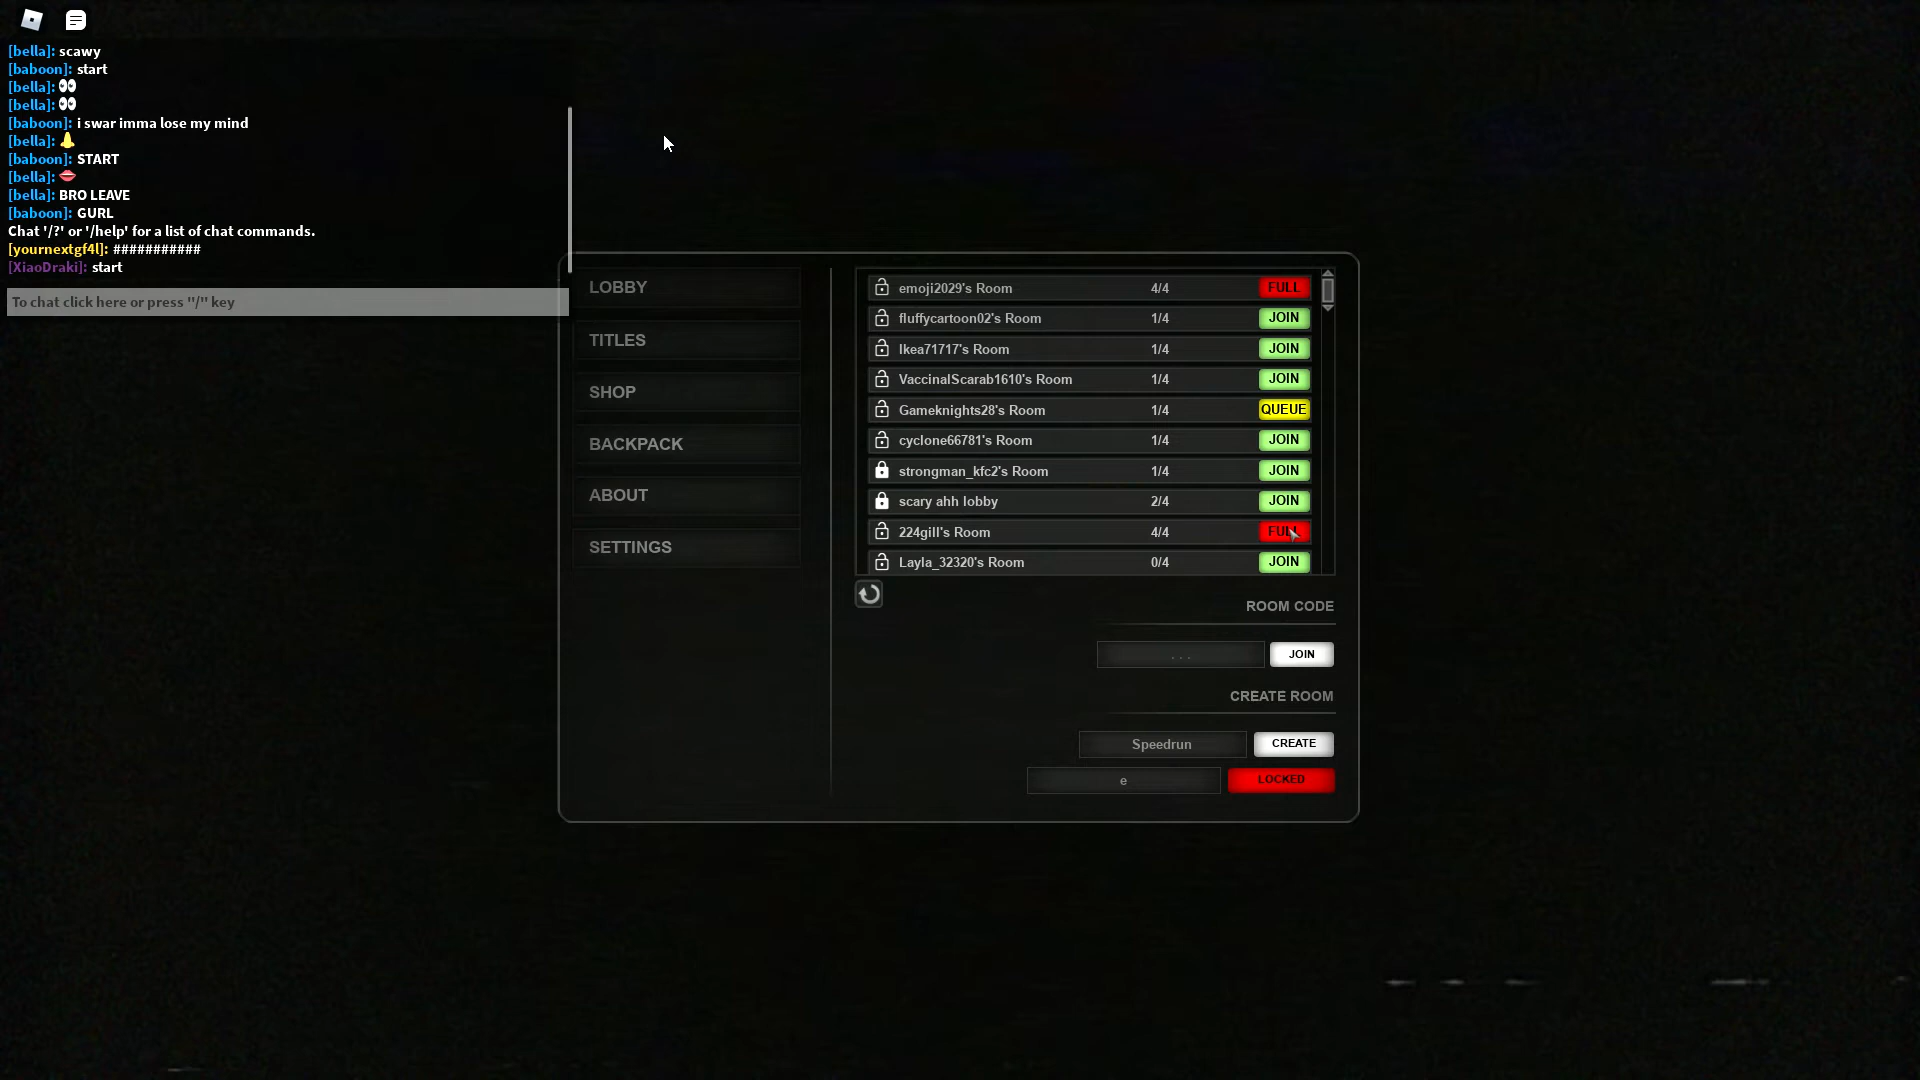 [bella]: scawy
[baboon]: start
[bella]: 👀
[bella]: 👀
[baboon]: i swar imma lose my mind
[bella]: 👃
[baboon]: START
[bella]: 👄
[bella]: BRO LEAVE
[baboon]: GURL
Chat '/?' or '/help' for a list of chat commands.
[yournextgf4l]: ###########
[XiaoDraki]: start
To chat click here or press "/" key
LOBBY
TITLES
SHOP
BACKPACK
ABOUT
SETTINGS
emoji2029's Room 4/4 FULL
fluffycartoon02's Room 1/4 JOIN
Ikea71717's Room 1/4 JOIN
VaccinalScarab1610's Room 1/4 JOIN
Gameknights28's Room 1/4 QUEUE
cyclone66781's Room 1/4 JOIN
strongman_kfc2's Room 1/4 JOIN
scary ahh lobby 2/4 JOIN
224gill's Room 4/4 FULL
Layla_32320's Room 0/4 JOIN
ROOM CODE
... JOIN
CREATE ROOM
Speedrun CREATE
e LOCKED